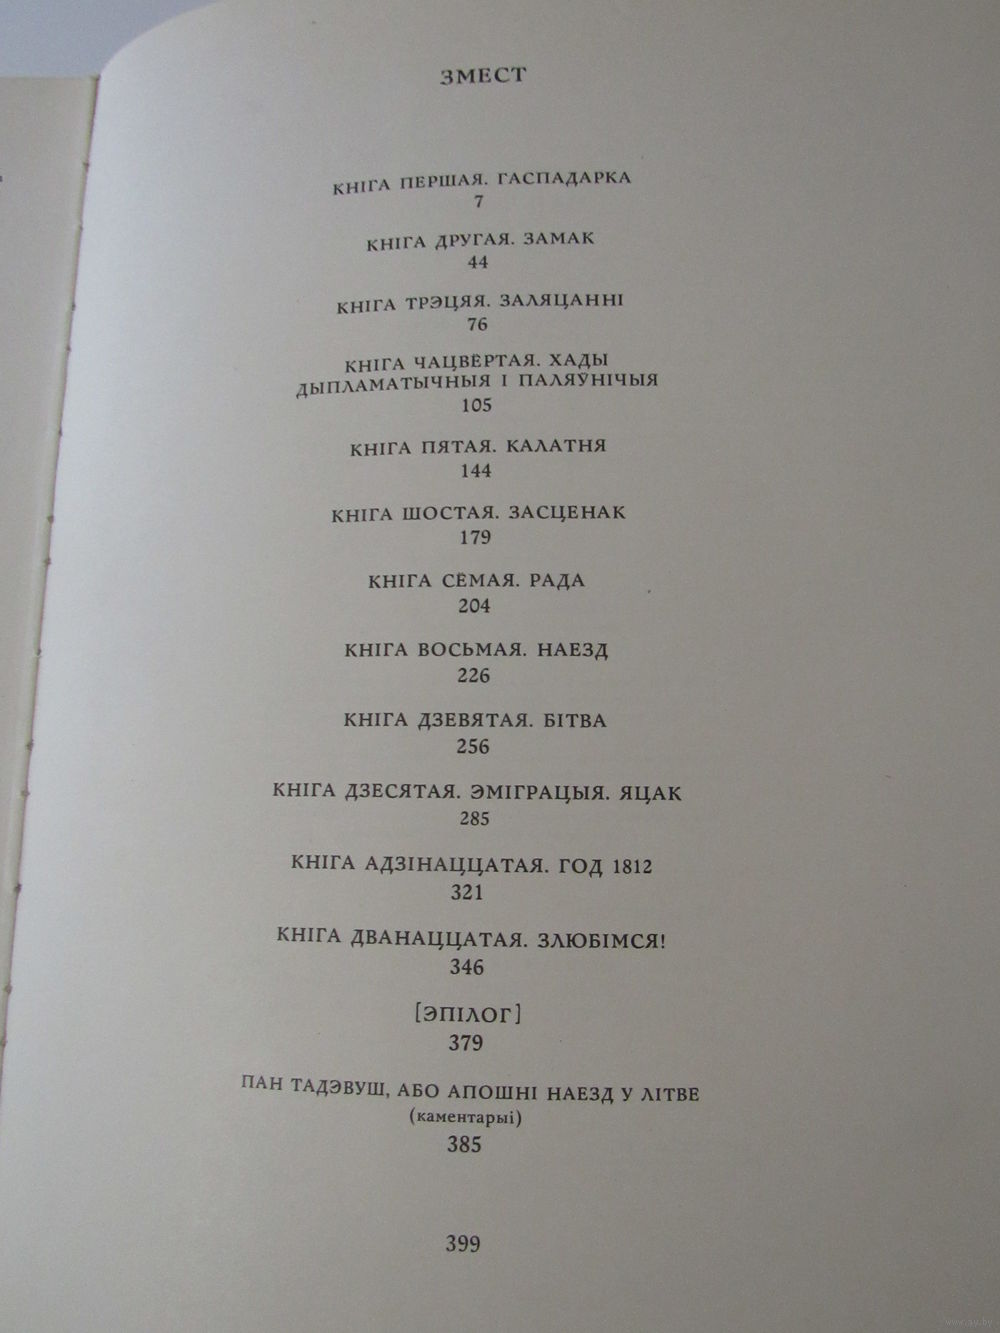 ЗМЕСТ
КНІГА ПЕРШАЯ. ГАСПАДАРКА
7
КНІГА ДРУГАЯ. ЗАМАК
44
КНІГА ТРЭЦЯЯ. ЗАЛЯЦАННІ
76
КНІГА ЧАЦВЁРТАЯ. ХАДЫ
ДЫПЛАМАТЫЧНЫЯ І ПАЛЯЎНІЧЫЯ
105
КНІГА ПЯТАЯ. КАЛАТНЯ
144
КНІГА ШОСТАЯ. ЗАСЦЕНАК
179
КНІГА СЁМАЯ. РАДА
204
КНІГА ВОСЬМАЯ. НАЕЗД
226
КНІГА ДЗЕВЯТАЯ. БІТВА
256
КНІГА ДЗЕСЯТАЯ. ЭМІГРАЦЫЯ. ЯЦАК
285
КНІГА АДЗІНАЦЦАТАЯ. ГОД 1812
321
КНІГА ДВАНАЦЦАТАЯ. ЗЛЮБІМСЯ!
346
[ЭПІЛОГ]
379
ПАН ТАДЭВУШ, АБО АПОШНІ НАЕЗД У ЛІТВЕ
(каментарыі)
385
399
www.ay.by